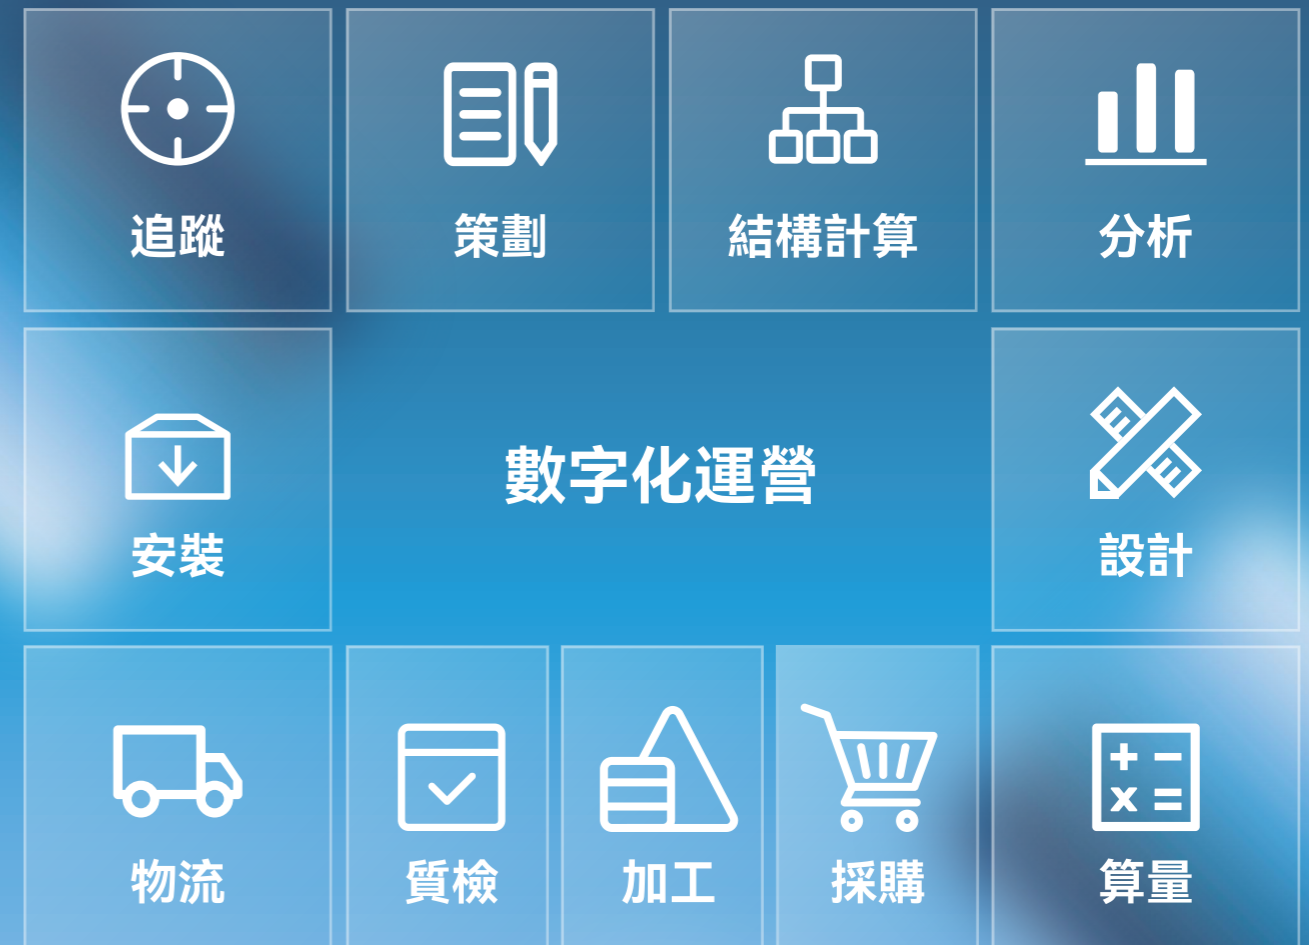 追蹤
策劃
結構計算
分析
安裝
數字化運營
設計
物流
質檢
加工
採購
算量